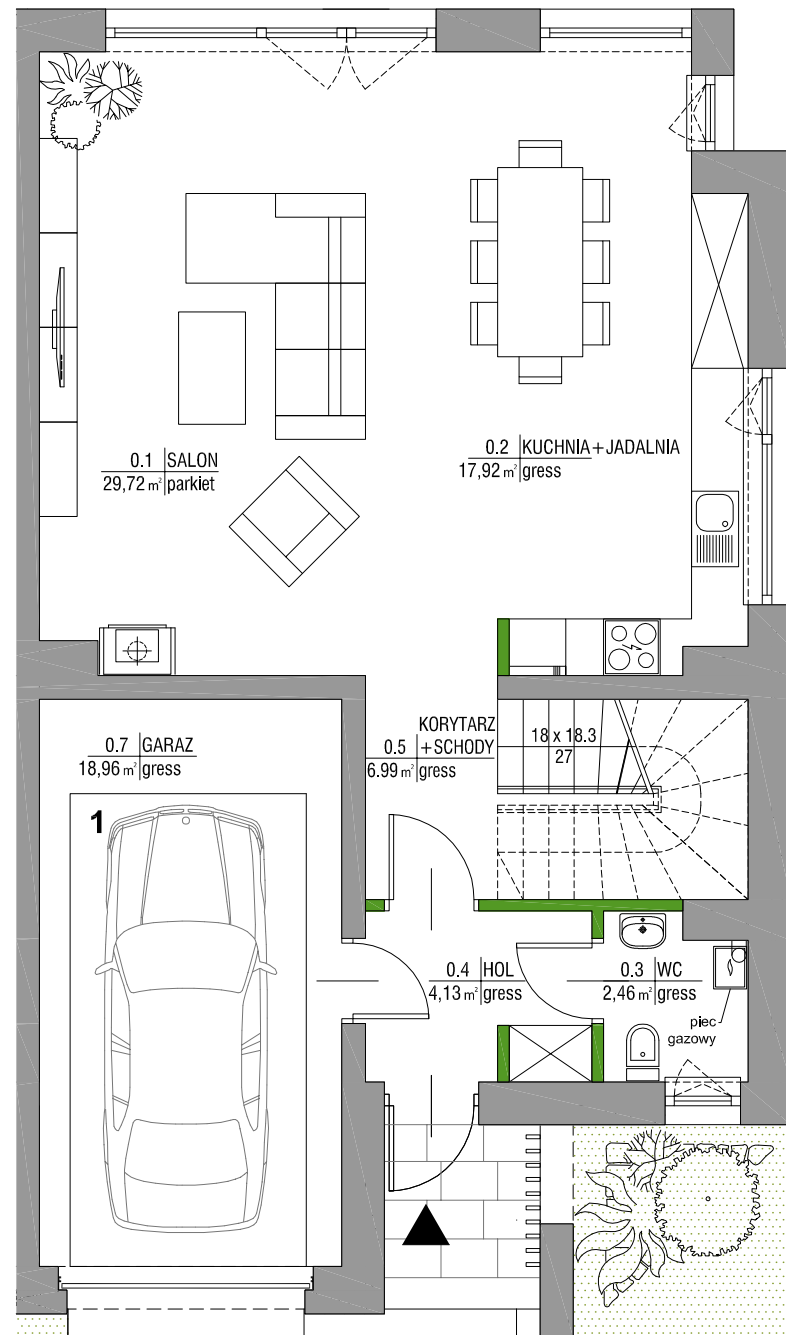 0.1 SALON
29,72 m² parkiet
0.2 KUCHNIA+JADALNIA
17,92 m² gress
0.7 GARAZ
18,96 m² gress
KORYTARZ
0.5 +SCHODY
6.99 m² gress
18 x 18.3
27
1
0.4 HOL
4,13 m² gress
0.3 WC
2,46 m² gress
piec
gazowy